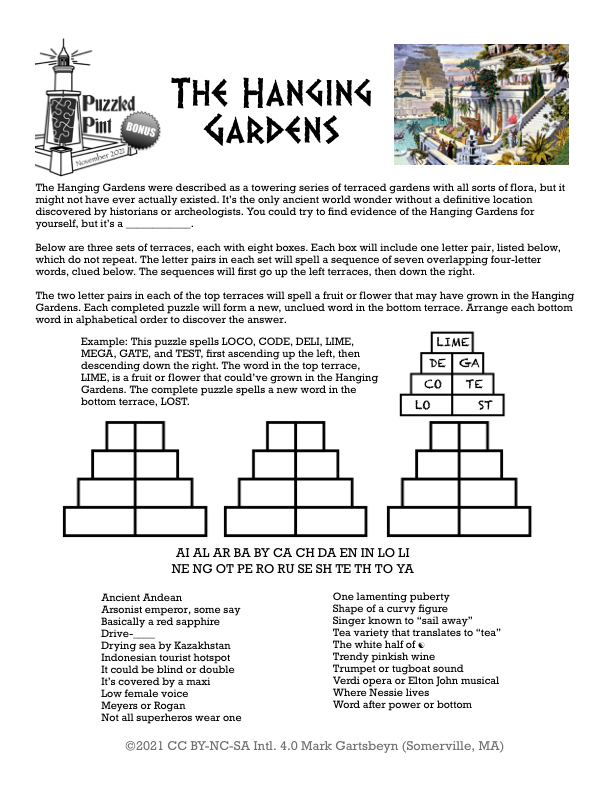 Puzzled
Pint
BONUS
November 2021
THE HANGING
GARDENS
The Hanging Gardens were described as a towering series of terraced gardens with all sorts of flora, but it
might not have ever actually existed. It's the only ancient world wonder without a definitive location
discovered by historians or archeologists. You could try to find evidence of the Hanging Gardens for
yourself, but it's a ____________.
Below are three sets of terraces, each with eight boxes. Each box will include one letter pair, listed below,
which do not repeat. The letter pairs in each set will spell a sequence of seven overlapping four-letter
words, clued below. The sequences will first go up the left terraces, then down the right.
The two letter pairs in each of the top terraces will spell a fruit or flower that may have grown in the Hanging
Gardens. Each completed puzzle will form a new, unclued word in the bottom terrace. Arrange each bottom
word in alphabetical order to discover the answer.
Example: This puzzle spells LOCO, CODE, DELI, LIME,
MEGA, GATE, and TEST, first ascending up the left, then
descending down the right. The word in the top terrace,
LIME, is a fruit or flower that could've grown in the Hanging
Gardens. The complete puzzle spells a new word in the
bottom terrace, LOST.
LIME
DE GA
CO TE
LO ST
AI AL AR BA BY CA CH DA EN IN LO LI
NE NG OT PE RO RU SE SH TE TH TO YA
Ancient Andean
Arsonist emperor, some say
Basically a red sapphire
Drive-____
Drying sea by Kazakhstan
Indonesian tourist hotspot
It could be blind or double
It's covered by a maxi
Low female voice
Meyers or Rogan
Not all superheros wear one
One lamenting puberty
Shape of a curvy figure
Singer known to "sail away"
Tea variety that translates to "tea"
The white half of ☯
Trendy pinkish wine
Trumpet or tugboat sound
Verdi opera or Elton John musical
Where Nessie lives
Word after power or bottom
©2021 CC BY-NC-SA Intl. 4.0 Mark Gartsbeyn (Somerville, MA)